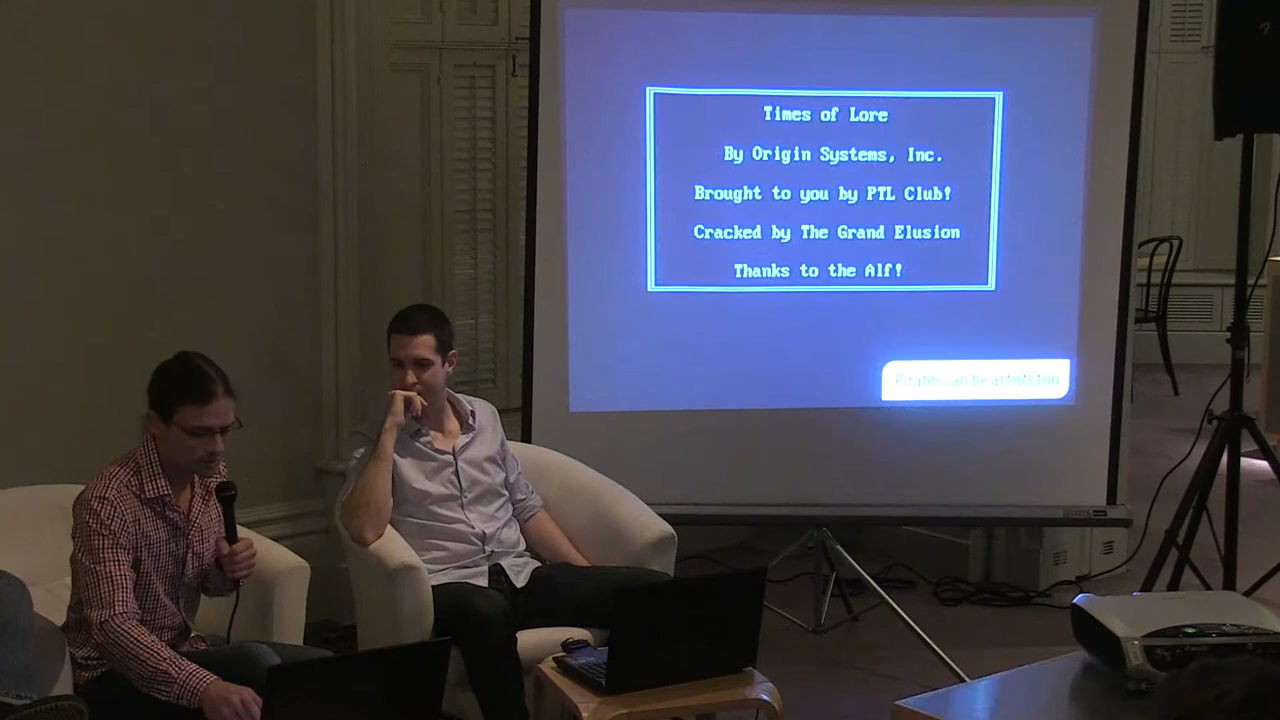 Times of Lore
By Origin Systems, Inc.
Brought to you by PTL Club!
Cracked by The Grand Elusion
Thanks to the Alf!
Pirates can be artists too